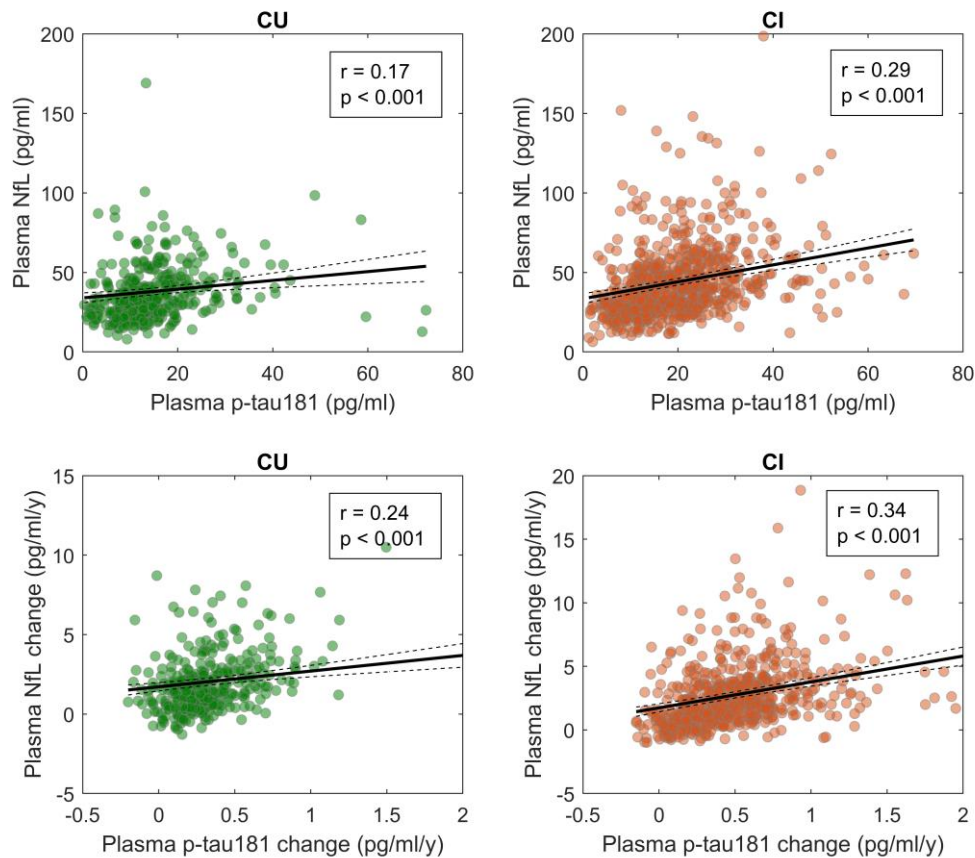 CU
r = 0.17
p < 0.001
200
150
100
50
0
Plasma NfL (pg/ml)
0 20 40 60 80
Plasma p-tau181 (pg/ml)
CI
r = 0.29
p < 0.001
200
150
100
50
0
Plasma NfL (pg/ml)
0 20 40 60 80
Plasma p-tau181 (pg/ml)
CU
r = 0.24
p < 0.001
15
10
5
0
-5
Plasma NfL change (pg/ml/y)
-0.5 0 0.5 1 1.5 2
Plasma p-tau181 change (pg/ml/y)
CI
r = 0.34
p < 0.001
20
15
10
5
0
-5
Plasma NfL change (pg/ml/y)
-0.5 0 0.5 1 1.5 2
Plasma p-tau181 change (pg/ml/y)